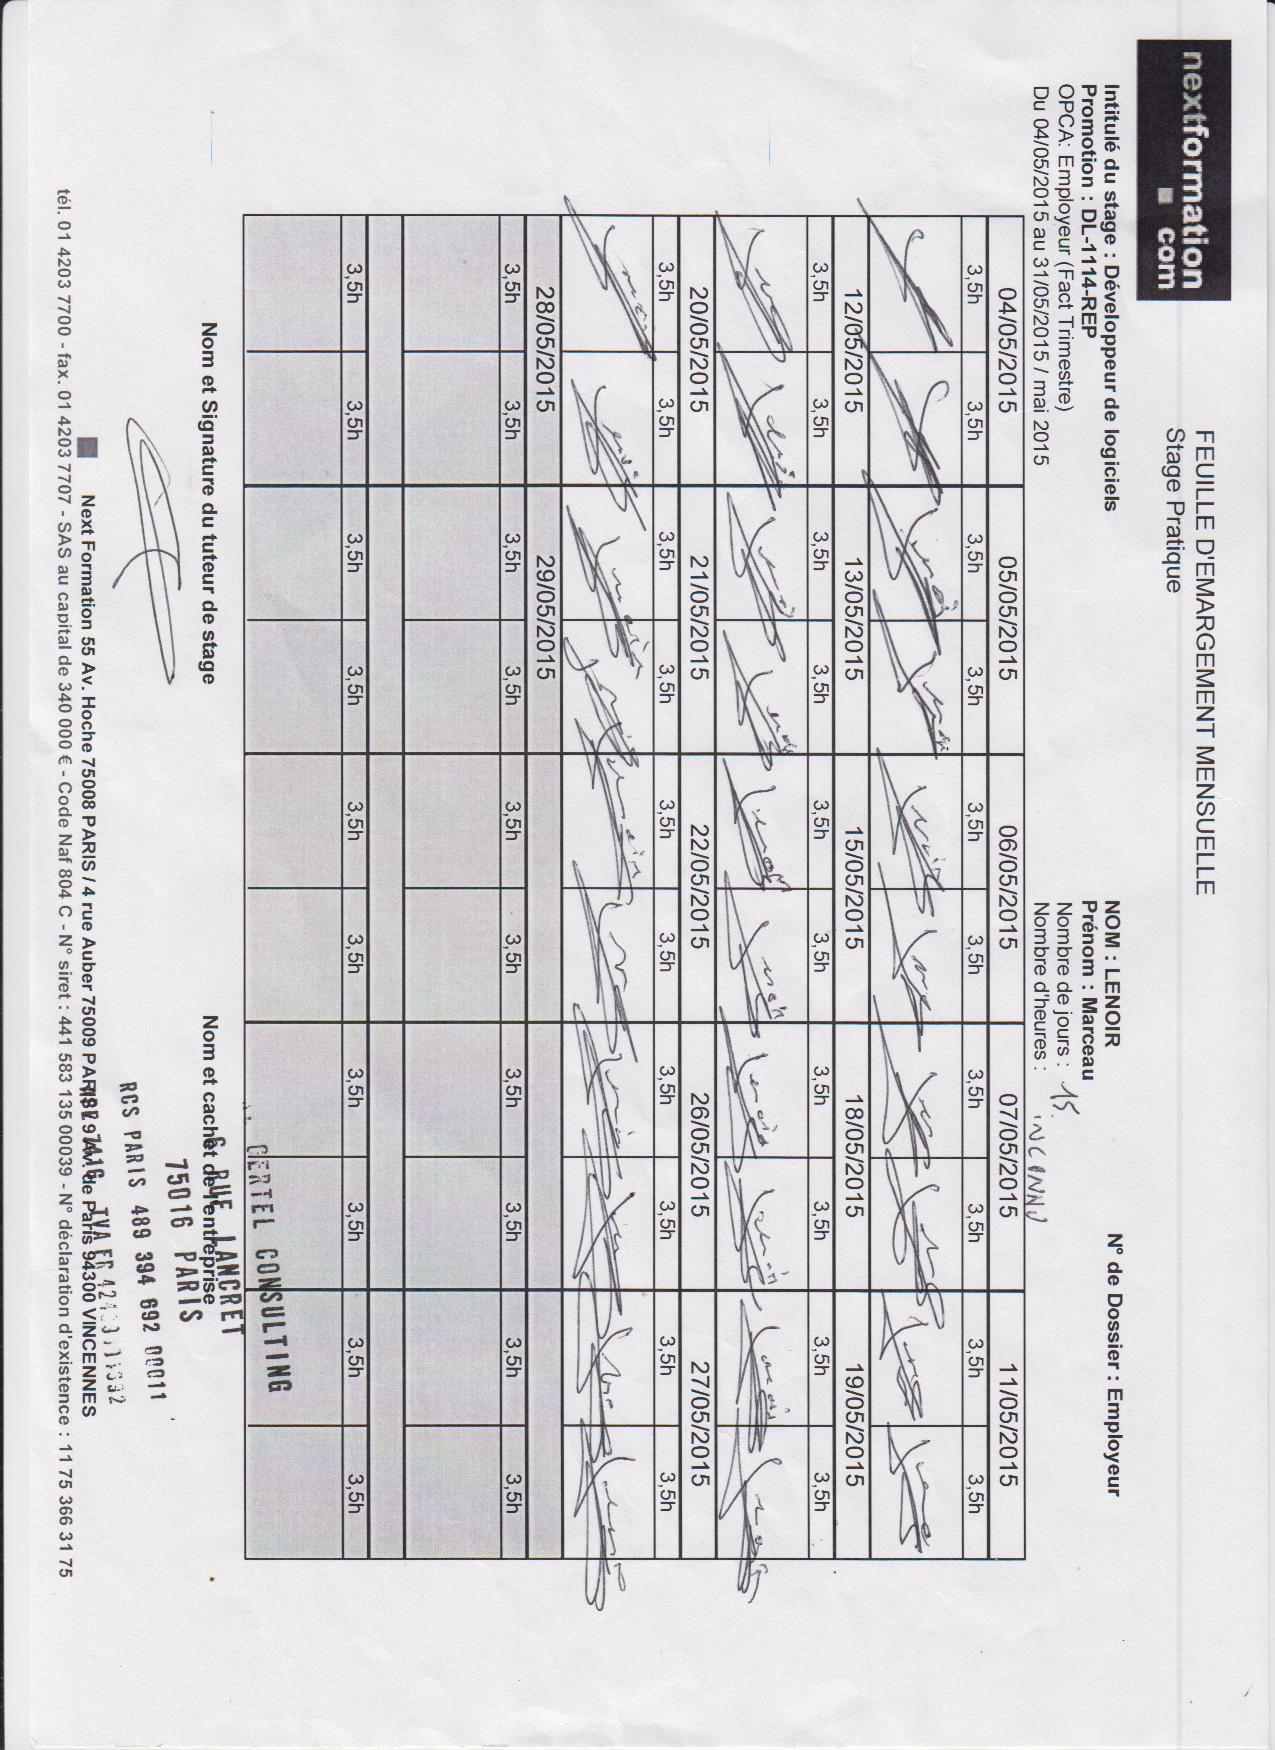 nextformation
com
FEUILLE D'EMARGEMENT MENSUELLE
Stage Pratique
Intitulé du stage : Développeur de logiciels
Promotion : DL-1114-REP
OPCA: Employeur (Fact Trimestre)
Du 04/05/2015 au 31/05/2015 / mai 2015
NOM : LENOIR
Prénom : Marceau
Nombre de jours : 15
Nombre d'heures : INCONNU
N° de Dossier : Employeur
04/05/2015 05/05/2015 06/05/2015 07/05/2015 11/05/2015
3,5h 3,5h 3,5h 3,5h 3,5h 3,5h 3,5h 3,5h 3,5h 3,5h
12/05/2015 13/05/2015 15/05/2015 18/05/2015 19/05/2015
3,5h 3,5h 3,5h 3,5h 3,5h 3,5h 3,5h 3,5h 3,5h 3,5h
20/05/2015 21/05/2015 22/05/2015 26/05/2015 27/05/2015
3,5h 3,5h 3,5h 3,5h 3,5h 3,5h 3,5h 3,5h 3,5h 3,5h
28/05/2015 29/05/2015
3,5h 3,5h 3,5h 3,5h 3,5h 3,5h 3,5h 3,5h 3,5h 3,5h
3,5h 3,5h 3,5h 3,5h 3,5h 3,5h 3,5h 3,5h 3,5h 3,5h
Nom et Signature du tuteur de stage
Nom et cachet de l'entreprise
CONSULTING
6 RUE LANCRET
75016 PARIS
RCS PARIS 489 394 692 00011
Next Formation 55 Av. Hoche 75008 PARIS / 4 rue Auber 75009 PARIS / 9 Av. de Paris 94300 VINCENNES
tél. 01 4203 7700 - fax. 01 4203 7707 - SAS au capital de 340 000 € - Code Naf 804 C - N° siret : 441 583 135 00039 - N° déclaration d'existence : 11 75 366 31 75